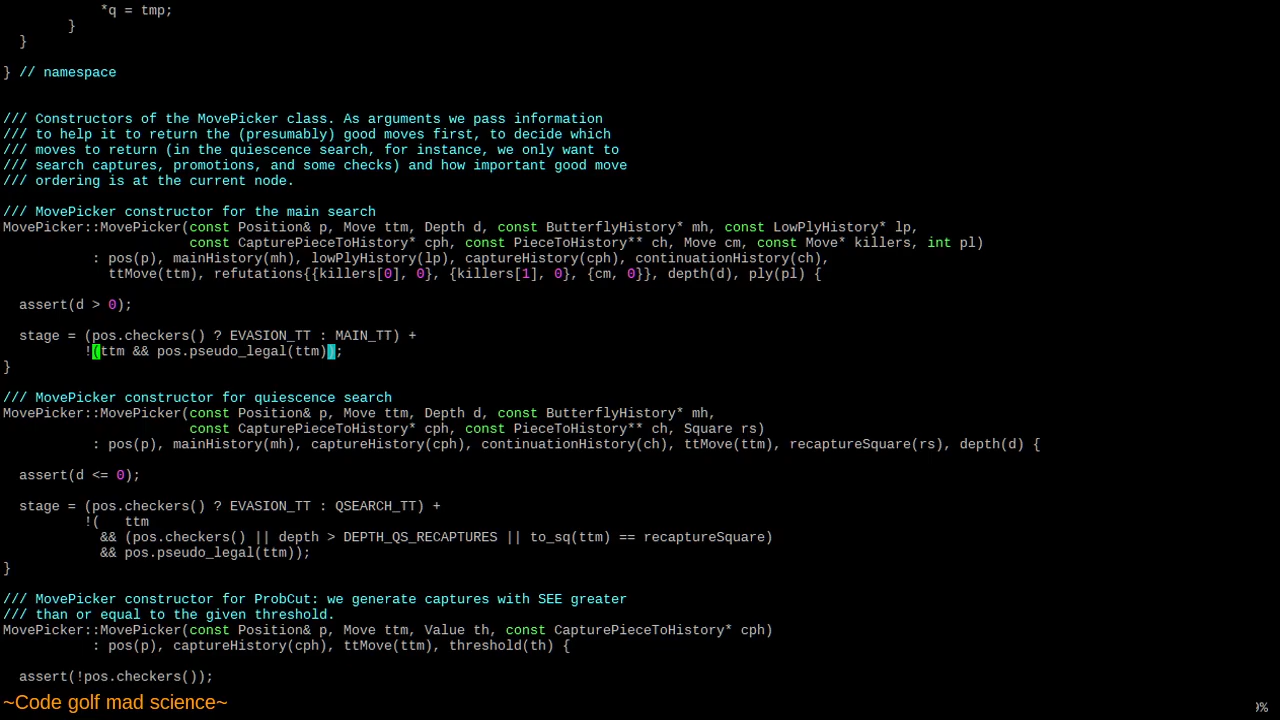 *q = tmp;
        }
  }
} // namespace
/// Constructors of the MovePicker class. As arguments we pass information
/// to help it to return the (presumably) good moves first, to decide which
/// moves to return (in the quiescence search, for instance, we only want to
/// search captures, promotions, and some checks) and how important good move
/// ordering is at the current node.
/// MovePicker constructor for the main search
MovePicker::MovePicker(const Position& p, Move ttm, Depth d, const ButterflyHistory* mh, const LowPlyHistory* lp,
                       const CapturePieceToHistory* cph, const PieceToHistory** ch, Move cm, const Move* killers, int pl)
           : pos(p), mainHistory(mh), lowPlyHistory(lp), captureHistory(cph), continuationHistory(ch),
             ttMove(ttm), refutations{{killers[0], 0}, {killers[1], 0}, {cm, 0}}, depth(d), ply(pl) {
  assert(d > 0);
  stage = (pos.checkers() ? EVASION_TT : MAIN_TT) +
          !(ttm && pos.pseudo_legal(ttm));
}
/// MovePicker constructor for quiescence search
MovePicker::MovePicker(const Position& p, Move ttm, Depth d, const ButterflyHistory* mh,
                       const CapturePieceToHistory* cph, const PieceToHistory** ch, Square rs)
           : pos(p), mainHistory(mh), captureHistory(cph), continuationHistory(ch), ttMove(ttm), recaptureSquare(rs), depth(d) {
  assert(d <= 0);
  stage = (pos.checkers() ? EVASION_TT : QSEARCH_TT) +
          !(   ttm
            && (pos.checkers() || depth > DEPTH_QS_RECAPTURES || to_sq(ttm) == recaptureSquare)
            && pos.pseudo_legal(ttm));
}
/// MovePicker constructor for ProbCut: we generate captures with SEE greater
/// than or equal to the given threshold.
MovePicker::MovePicker(const Position& p, Move ttm, Value th, const CapturePieceToHistory* cph)
           : pos(p), captureHistory(cph), ttMove(ttm), threshold(th) {
  assert(!pos.checkers());
~Code golf mad science~